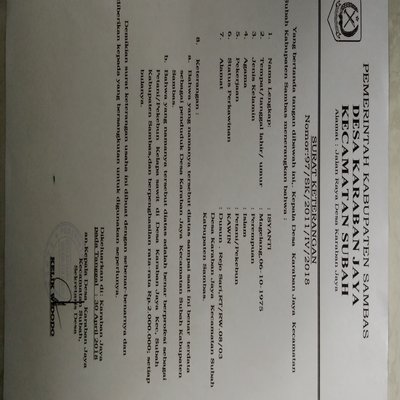 PEMERINTAH KABUPATEN SAMBAS
DESA KARABAN JAYA
KECAMATAN SUBAH
Alamat : Jalan Raya Desa Karaban Jaya
SURAT KETERANGAN
Nomor:97/SK/2011/IV/2018
Yang bertanda tangan dibawah ini,. Kepala Desa Karaban Jaya Kecamatan
Subah Kabupaten Sambas menerangkan bahwa :
1. Nama Lengkap: : ISYANTI
2. Tempat/tanggal lahir/ umur : Magelang,06-10-1975
3. Jenis Kelamin : Perempuan
4. Agama : Islam
5. Pekerjaan : Petani/Pekebun
6. Status Perkawinan : KAWIN
7. Alamat : Dusun . Rejo Sari,RT/RW.08/03
Desa Karaban Jaya Kecamatan Subah
Kabupaten Sambas.
8. Keterangan :
a. Bahwa yang namanya tersebut diatas sampai saat ini benar terdata
sebagai penduduk Desa Karaban Jaya Kecamatan Subah Kabupaten
Sambas.
b. Bahwa yang namanya tersebut diatas adalah benar berprofesi sebagai
Petani/Pekebun Kelapa sawit di Desa Karaban Jaya Kec, Subah
Kabupaten Sambas,dan berpenghasilan rata-rata Rp.2.000.000; setiap
bulanya.
Demikian surat keterangan usaha ini dibuat dengan sebenar-benarnya dan
diberikan kepada yang bersangkutan untuk digunakan seperlunya.
Dikeluarkan di: Karaban Jaya
pada Tanggal : 30 April 2018
an.Kepala Desa Karaban Jaya
Kecamatan Subah,
Sekretaris Desa
KELIK WIDODO